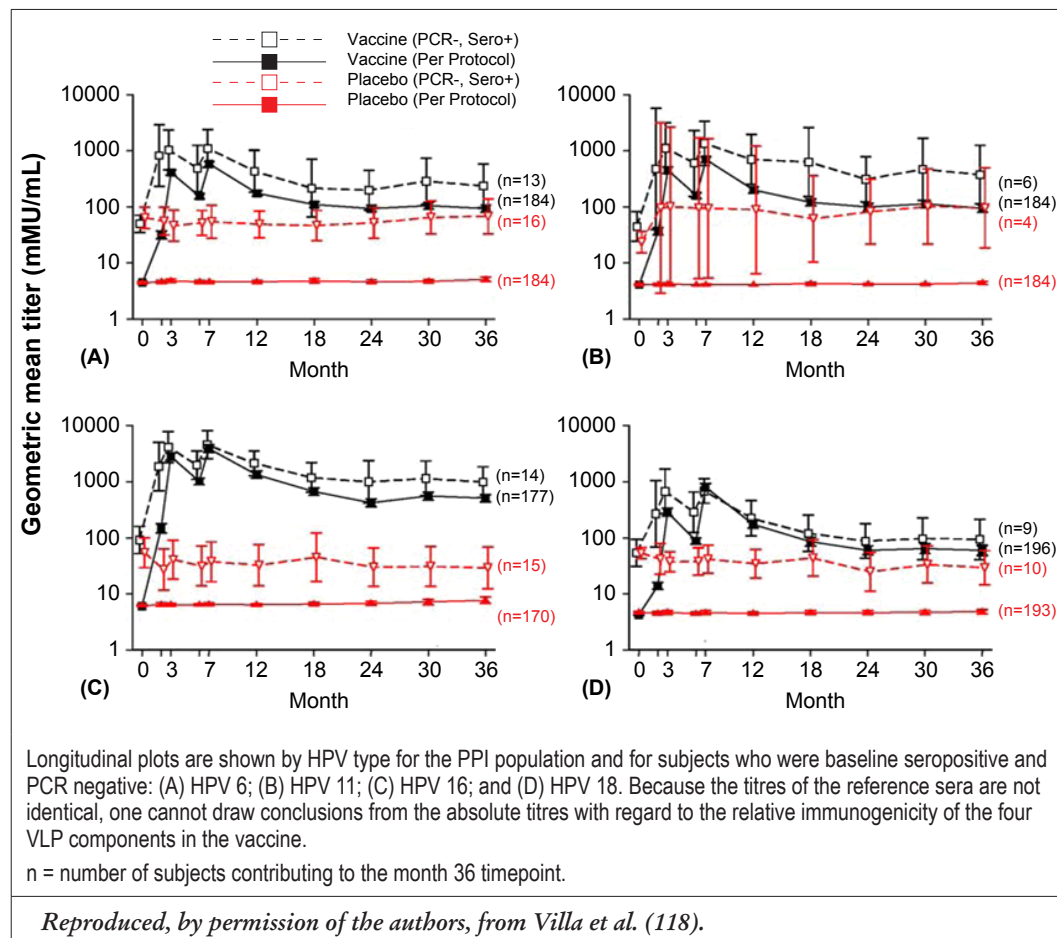 Vaccine (PCR-, Sero+)
Vaccine (Per Protocol)
Placebo (PCR-, Sero+)
Placebo (Per Protocol)
Geometric mean titer (mMU/mL)
10000
1000
100
10
1
(n=13)
(n=184)
(n=16)
(n=184)
0 3 7 12 18 24 30 36
(A)
Month
10000
1000
100
10
1
(n=6)
(n=184)
(n=4)
(n=184)
0 3 7 12 18 24 30 36
(B)
Month
10000
1000
100
10
1
(n=14)
(n=177)
(n=15)
(n=170)
0 3 7 12 18 24 30 36
(C)
Month
10000
1000
100
10
1
(n=9)
(n=196)
(n=10)
(n=193)
0 3 7 12 18 24 30 36
(D)
Month
Longitudinal plots are shown by HPV type for the PPI population and for subjects who were baseline seropositive and
PCR negative: (A) HPV 6; (B) HPV 11; (C) HPV 16; and (D) HPV 18. Because the titres of the reference sera are not
identical, one cannot draw conclusions from the absolute titres with regard to the relative immunogenicity of the four
VLP components in the vaccine.
n = number of subjects contributing to the month 36 timepoint.
Reproduced, by permission of the authors, from Villa et al. (118).